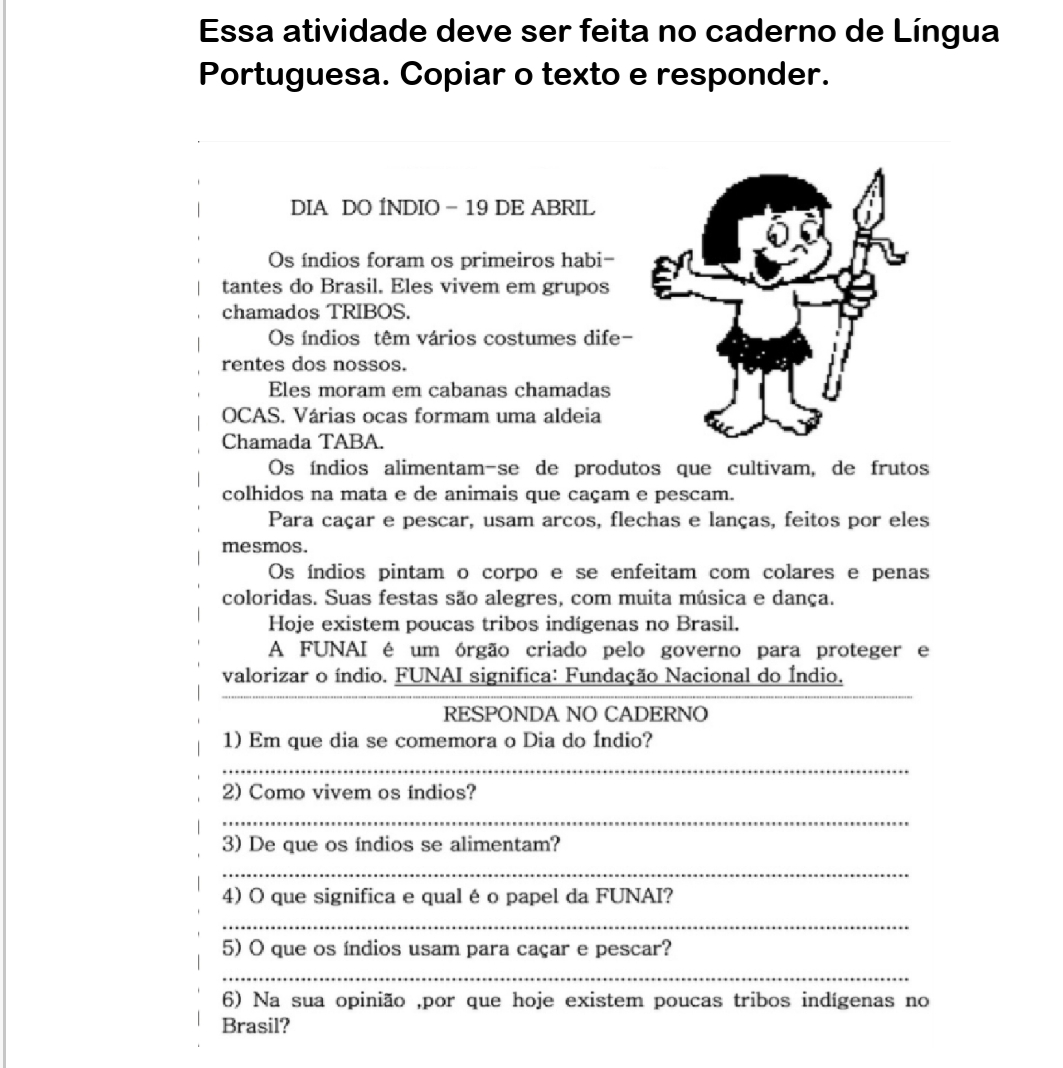 Essa atividade deve ser feita no caderno de Língua
Portuguesa. Copiar o texto e responder.
DIA DO ÍNDIO - 19 DE ABRIL
Os índios foram os primeiros habi-
tantes do Brasil. Eles vivem em grupos
chamados TRIBOS.
Os índios têm vários costumes dife-
rentes dos nossos.
Eles moram em cabanas chamadas
OCAS. Várias ocas formam uma aldeia
Chamada TABA.
Os índios alimentam-se de produtos que cultivam, de frutos
colhidos na mata e de animais que caçam e pescam.
Para caçar e pescar, usam arcos, flechas e lanças, feitos por eles
mesmos.
Os índios pintam o corpo e se enfeitam com colares e penas
coloridas. Suas festas são alegres, com muita música e dança.
Hoje existem poucas tribos indígenas no Brasil.
A FUNAI é um órgão criado pelo governo para proteger e
valorizar o índio. FUNAI significa: Fundação Nacional do Índio.
RESPONDA NO CADERNO
1) Em que dia se comemora o Dia do Índio?
2) Como vivem os índios?
3) De que os índios se alimentam?
4) O que significa e qual é o papel da FUNAI?
5) O que os índios usam para caçar e pescar?
6) Na sua opinião ,por que hoje existem poucas tribos indígenas no
Brasil?